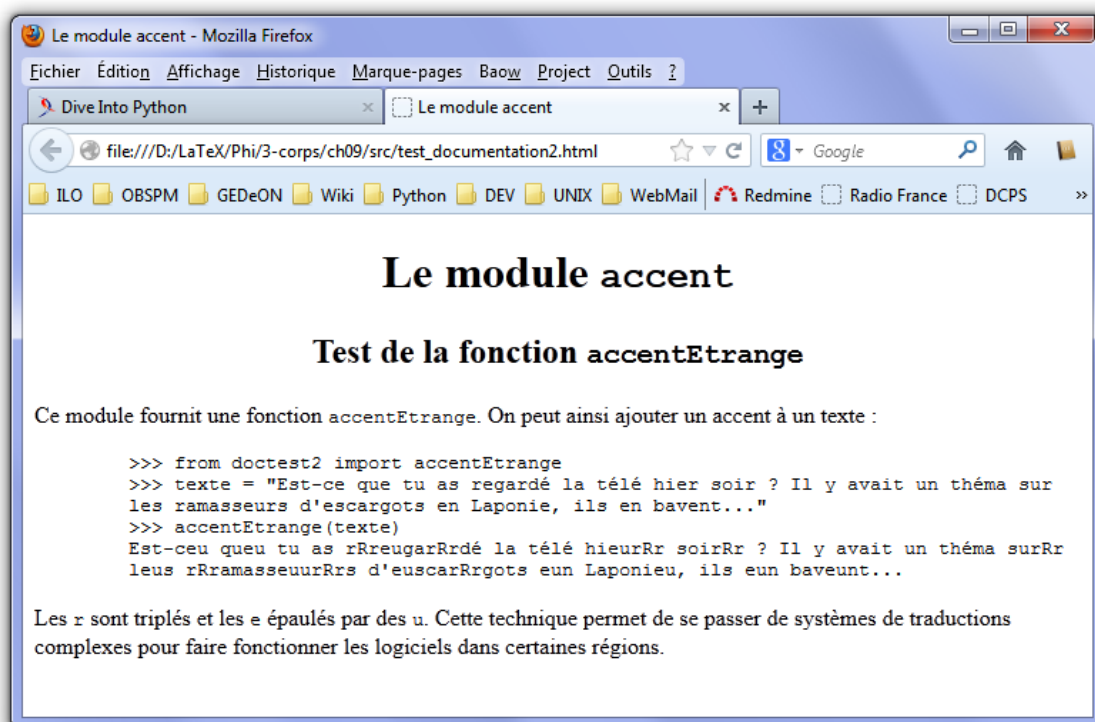 Le module accent - Mozilla Firefox
Fichier Édition Affichage Historique Marque-pages Baow Project Outils ?
Dive Into Python × Le module accent × +
file:///D:/LaTeX/Phi/3-corps/ch09/src/test_documentation2.html Google
ILO OBSPM GEDeON Wiki Python DEV UNIX WebMail Redmine Radio France DCPS »
Le module accent
Test de la fonction accentEtrange
Ce module fournit une fonction accentEtrange. On peut ainsi ajouter un accent à un texte :
>>> from doctest2 import accentEtrange
>>> texte = "Est-ce que tu as regardé la télé hier soir ? Il y avait un théma sur
les ramasseurs d'escargots en Laponie, ils en bavent..."
>>> accentEtrange(texte)
Est-ceu queu tu as rRreugarRrdé la télé hieurRr soirRr ? Il y avait un théma surRr
leus rRramasseuurRrs d'euscarRrgots eun Laponieu, ils eun baveunt...
Les r sont triplés et les e épaulés par des u. Cette technique permet de se passer de systèmes de traductions
complexes pour faire fonctionner les logiciels dans certaines régions.